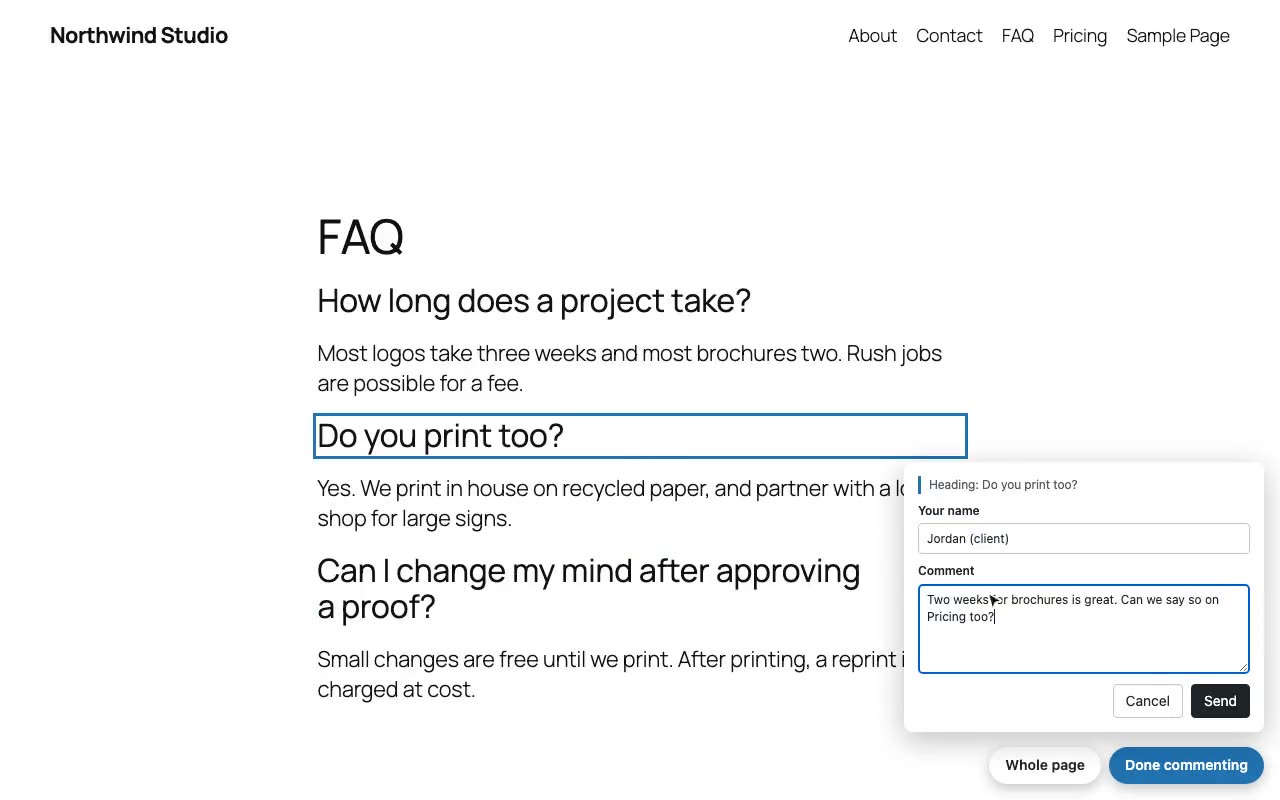 Northwind Studio
About Contact FAQ Pricing Sample Page
FAQ
How long does a project take?
Most logos take three weeks and most brochures two. Rush jobs
are possible for a fee.
Do you print too?
Yes. We print in house on recycled paper, and partner with a
shop for large signs.
Can I change my mind after approving
a proof?
Small changes are free until we print. After printing, a reprint
charged at cost.
Heading: Do you print too?
Your name
Jordan (client)
Comment
Two weeks for brochures is great. Can we say so on
Pricing too?
Cancel
Send
Whole page
Done commenting